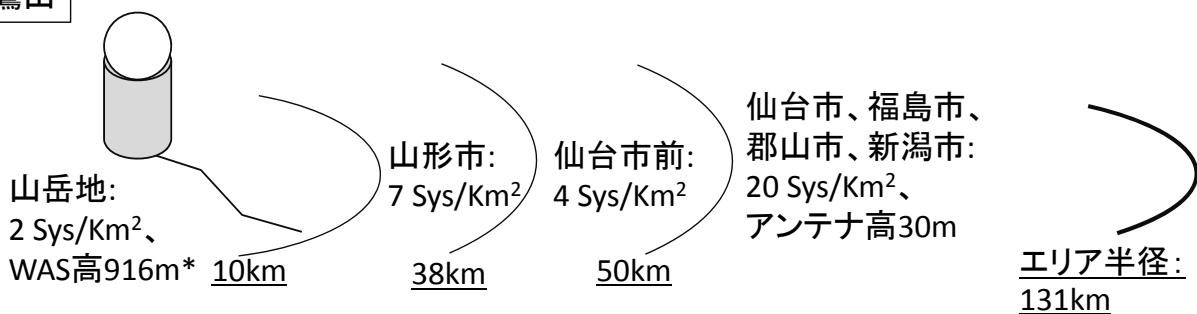 山岳地:
2 Sys/Km²、
WAS高916m*
10km
山形市:
7 Sys/Km²
38km
仙台市前:
4 Sys/Km²
50km
仙台市、福島市、
郡山市、新潟市:
20 Sys/Km²、
アンテナ高30m
エリア半径:
131km